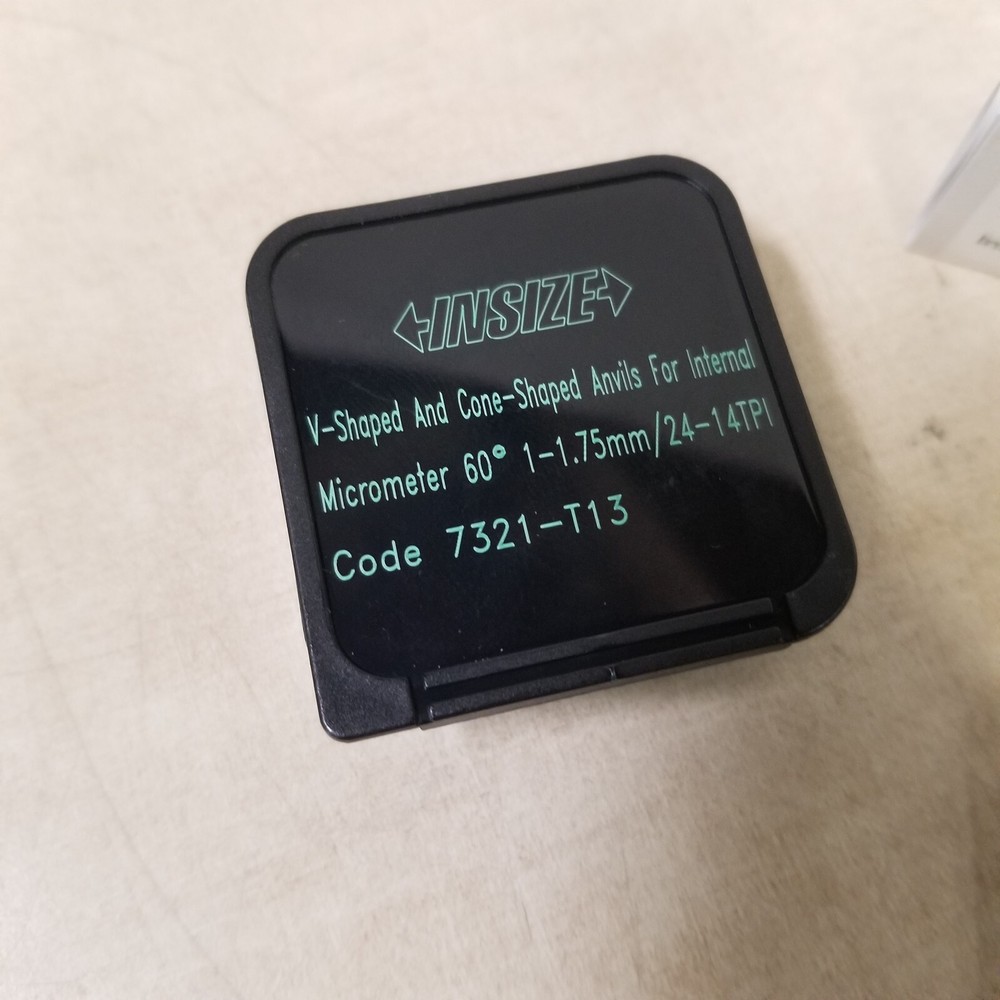 INSIZE
V-Shaped And Cone-Shaped Anvils For Internal
Micrometer 60° 1-1.75mm/24-14TPI
Code 7321-T13